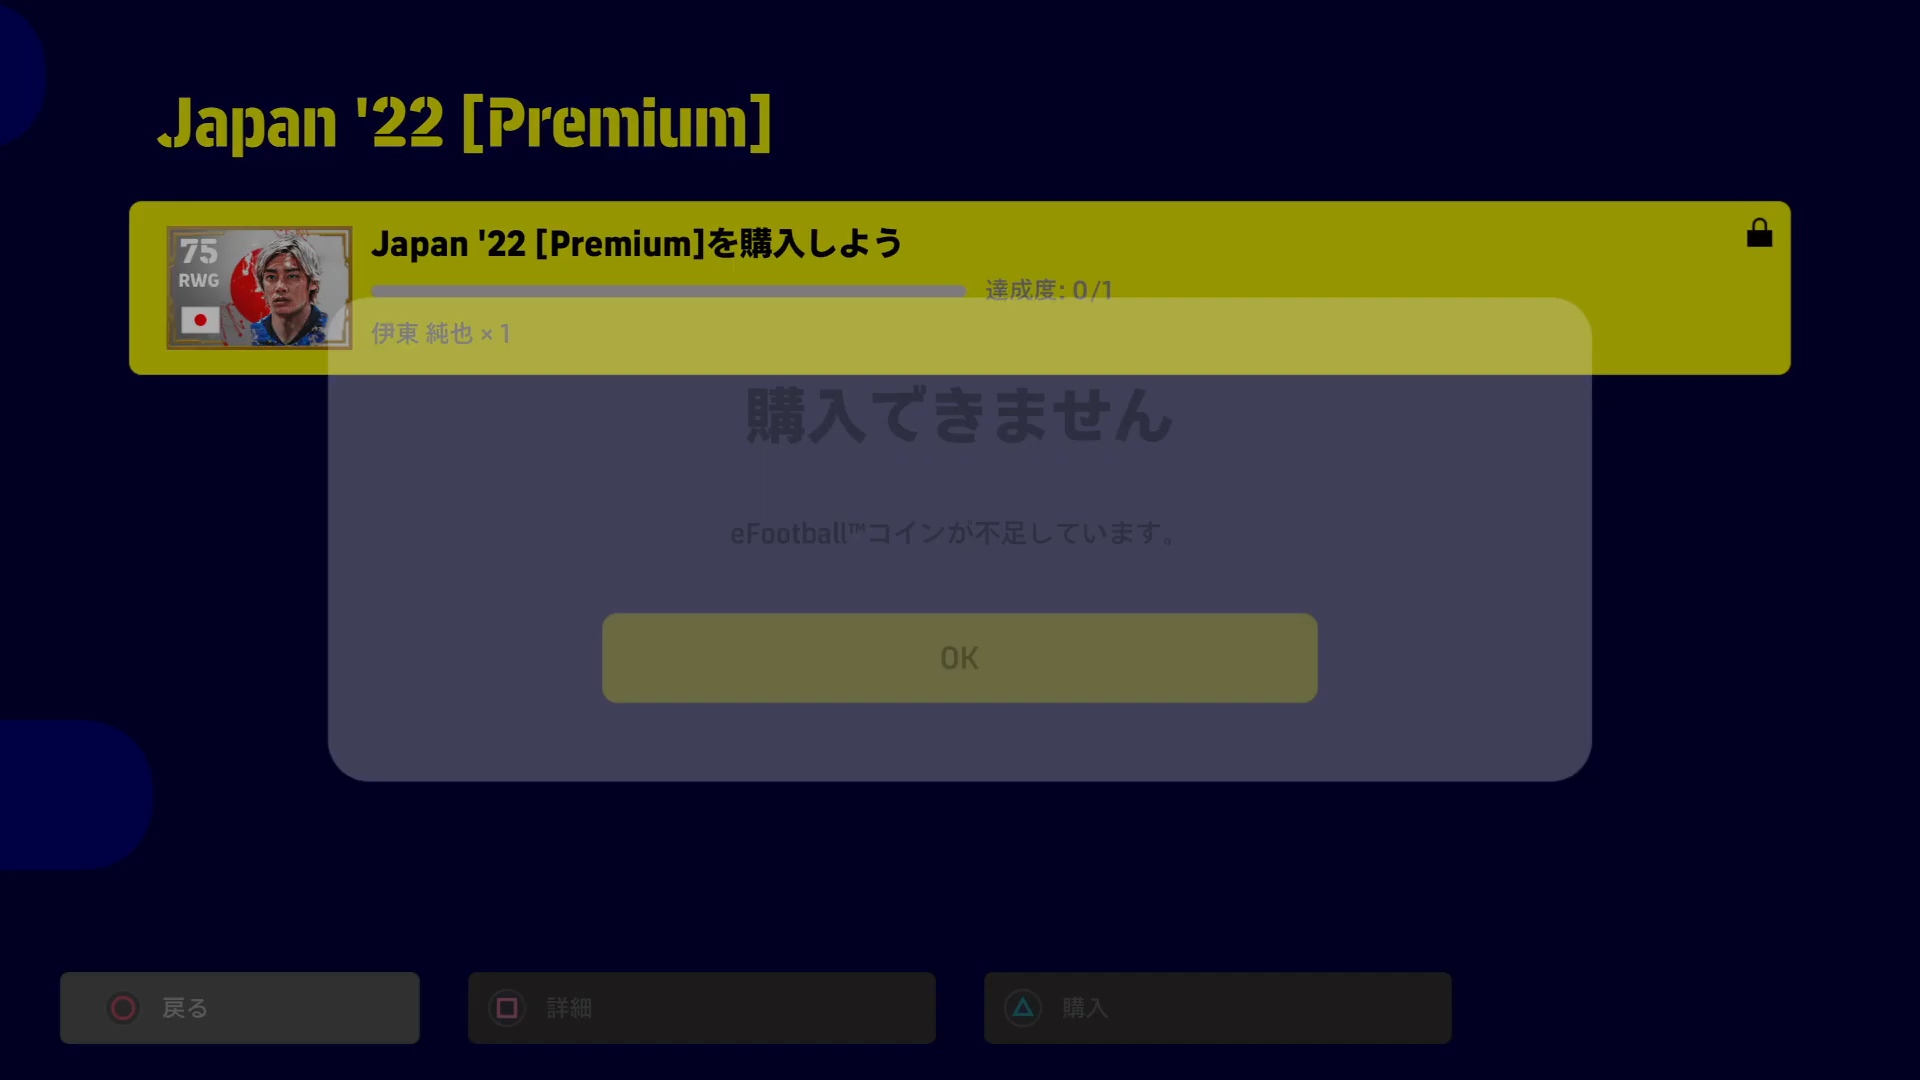 Japan '22 [Premium]
75
RWG
Japan '22 [Premium]を購入しよう
達成度: 0/1
伊東 純也 × 1
購入できません
eFootball™コインが不足しています。
OK
戻る
詳細
購入